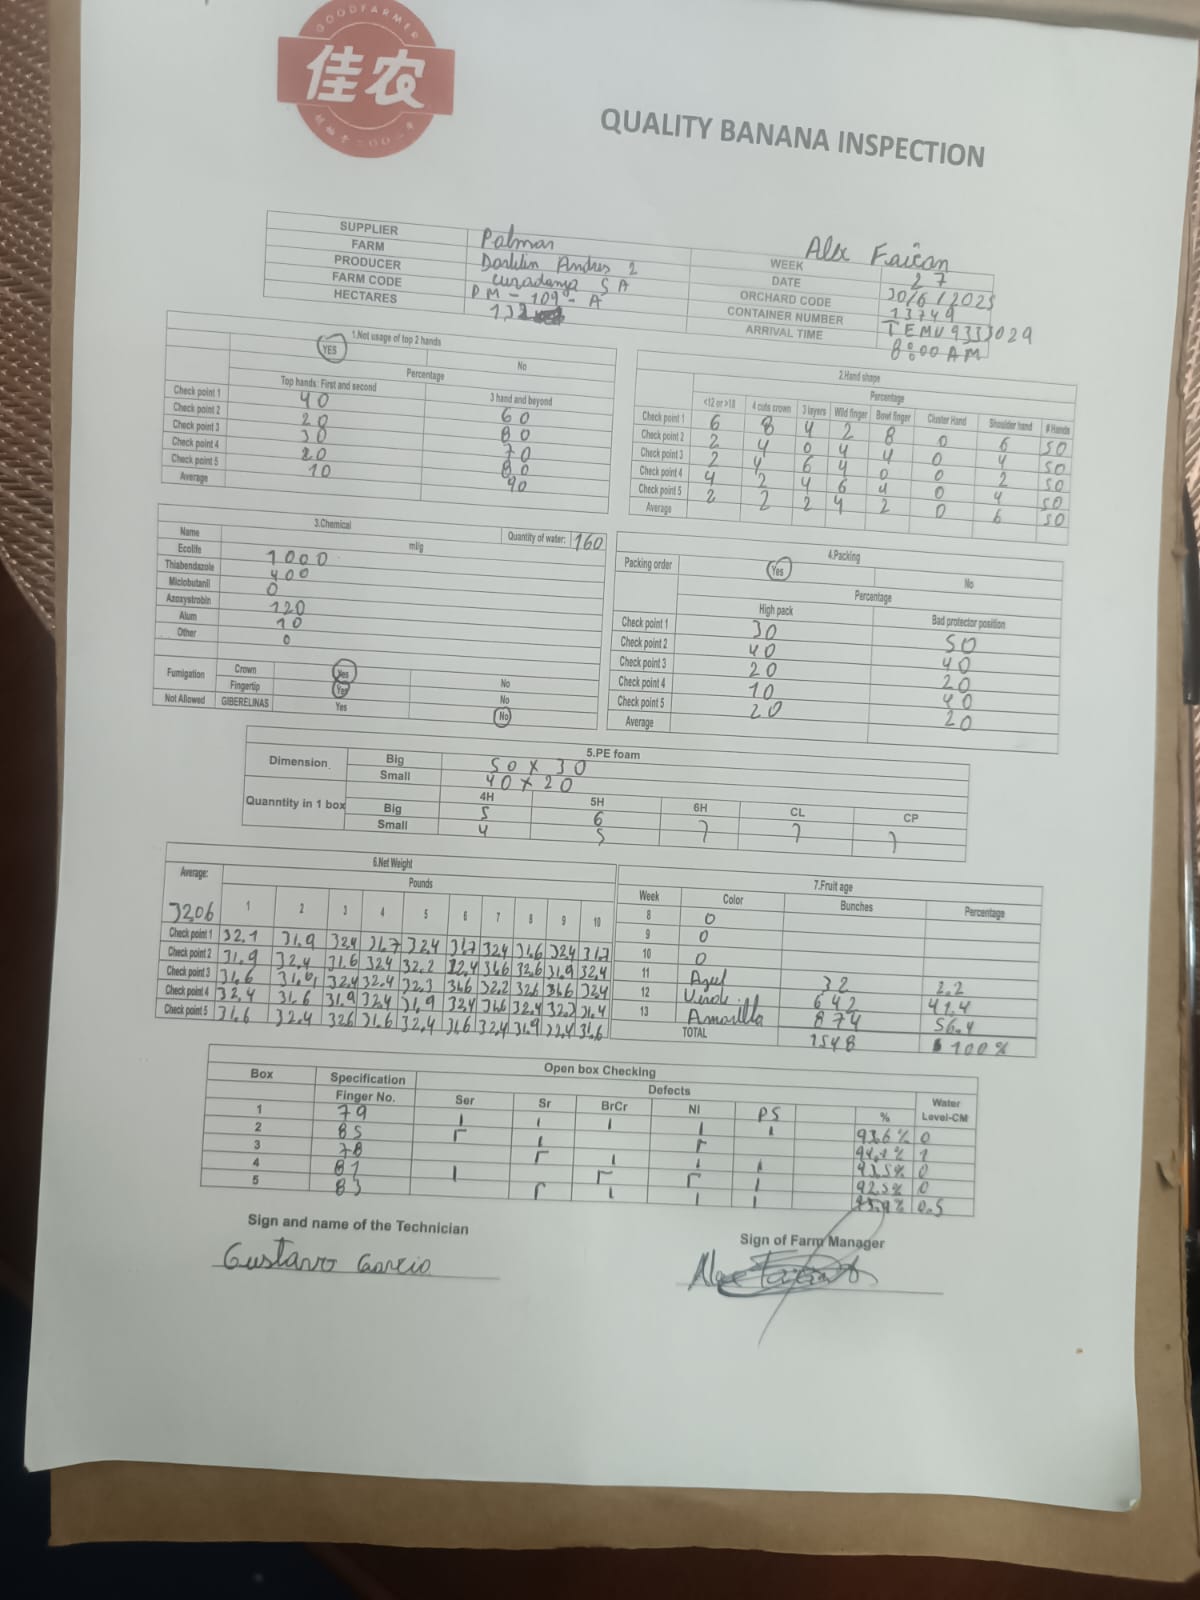 GOODFARMER
佳农
QUALITY BANANA INSPECTION
Alex Faican
SUPPLIER Palmar WEEK 27
FARM Andres 2 DATE 30/6/2025
PRODUCER SA ORCHARD CODE 13749
FARM CODE PM-109-A CONTAINER NUMBER TEMU9333029
HECTARES 132 ARRIVAL TIME 8:00 AM
1.Not usage of top 2 hands
YES No
Percentage
Top hands: First and second 3 hand and beyond
Check point 1 40 60
Check point 2 20 80
Check point 3 30 70
Check point 4 20 80
Check point 5 10 90
Average
2.Hand shape
Percentage
<12 or >18 4 cuts crown 3 layers Wild finger Bowl finger Cluster Hand Shoulder hand # Hands
Check point 1 6 8 4 2 8 0 6 50
Check point 2 2 4 0 4 4 0 4 50
Check point 3 2 4 6 4 0 0 2 50
Check point 4 4 2 4 6 4 0 4 50
Check point 5 2 2 2 4 2 0 6 50
Average
3.Chemical Quantity of water: 160
Name ml/g
Ecolife 1000
Thiabendazole 400
Miclobutanil 0
Azoxystrobin 120
Alum 10
Other 0
Fumigation Crown Yes No
Fingertip Yes No
Not Allowed GIBERELINAS Yes No
4.Packing
Packing order Yes No
Percentage
High pack Bad protector position
Check point 1 30 50
Check point 2 40 40
Check point 3 20 20
Check point 4 10 40
Check point 5 20 20
Average
5.PE foam
Dimension Big 50 x 30
Small 40 x 20
Quanntity in 1 box 4H 5H 6H CL CP
Big 5 6
Small 4 5 7 7 7
6.Net Weight
Average: Pounds
3206 1 2 3 4 5 6 7 8 9 10
Check point 1 32.1 31.9 32.4 31.7 32.4 31.7 32.4 31.6 32.4 31.7
Check point 2 31.9 32.4 31.6 32.4 32.2 32.4 31.6 32.6 31.9 32.4
Check point 3 31.6 31.6 32.4 32.4 32.3 31.6 32.2 32.6 31.6 32.4
Check point 4 32.4 31.6 31.9 32.4 31.9 32.4 31.6 32.4 32.2 31.4
Check point 5 31.6 32.4 32.6 31.6 32.4 31.6 32.4 31.9 32.4 31.6
7.Fruit age
Week Color Bunches Percentage
8 0
9 0
10 0
11 Azul 32 2.2
12 Verde 642 41.4
13 Amarilla 874 56.4
TOTAL 1548 100%
Open box Checking
Box Specification Defects Water
Finger No. Ser Sr BrCr NI PS % Level-CM
1 79 93.6% 0
2 85 94.1% 1
3 78 93.5% 0
4 81 92.5% 0
5 83 0.5
Sign and name of the Technician
Gustavo Garcia
Sign of Farm Manager